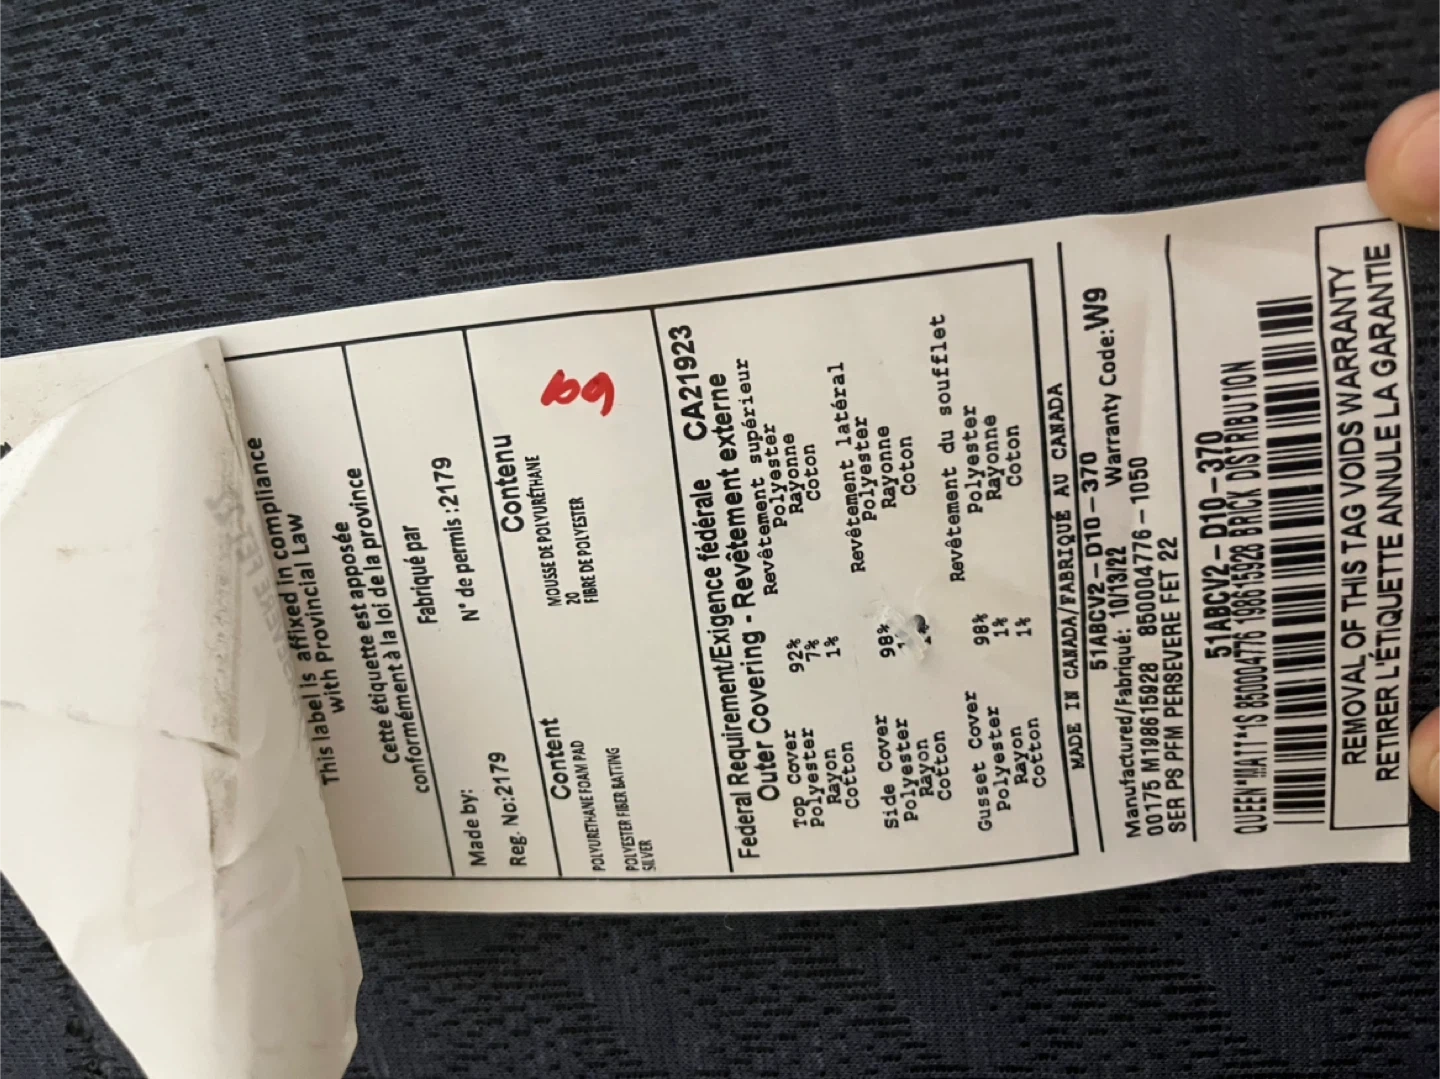 This label is affixed in compliance
with Provincial Law
Cette étiquette est apposée
conformément à la loi de la province
Made by: Fabriqué par
Reg. No:2179 N° de permis :2179
Content Contenu
POLYURETHANE FOAM PAD MOUSSE DE POLYURÉTHANE
20
POLYESTER FIBER BATTING FIBRE DE POLYESTER
SILVER
Federal Requirement/Exigence fédérale CA21923
Outer Covering - Revêtement externe
Top Cover Revêtement supérieur
Polyester 92% Polyester
Rayon 7% Rayonne
Cotton 1% Coton
Side Cover Revêtement latéral
Polyester 98% Polyester
Rayon Rayonne
Cotton Coton
Gusset Cover Revêtement du soufflet
Polyester 98% Polyester
Rayon 1% Rayonne
Cotton 1% Coton
MADE IN CANADA/FABRIQUÉ AU CANADA
51ABCV2-D10-370
Manufactured/Fabriqué: 10/13/22 Warranty Code: W9
00175 M198615928 850004776-1050
SER PS PFM PERSEVERE FET 22
51ABCV2-D10-370
QUEEN*MATT*1S 850004776 198615928 BRICK DISTRIBUTION
REMOVAL OF THIS TAG VOIDS WARRANTY
RETIRER L'ÉTIQUETTE ANNULE LA GARANTIE